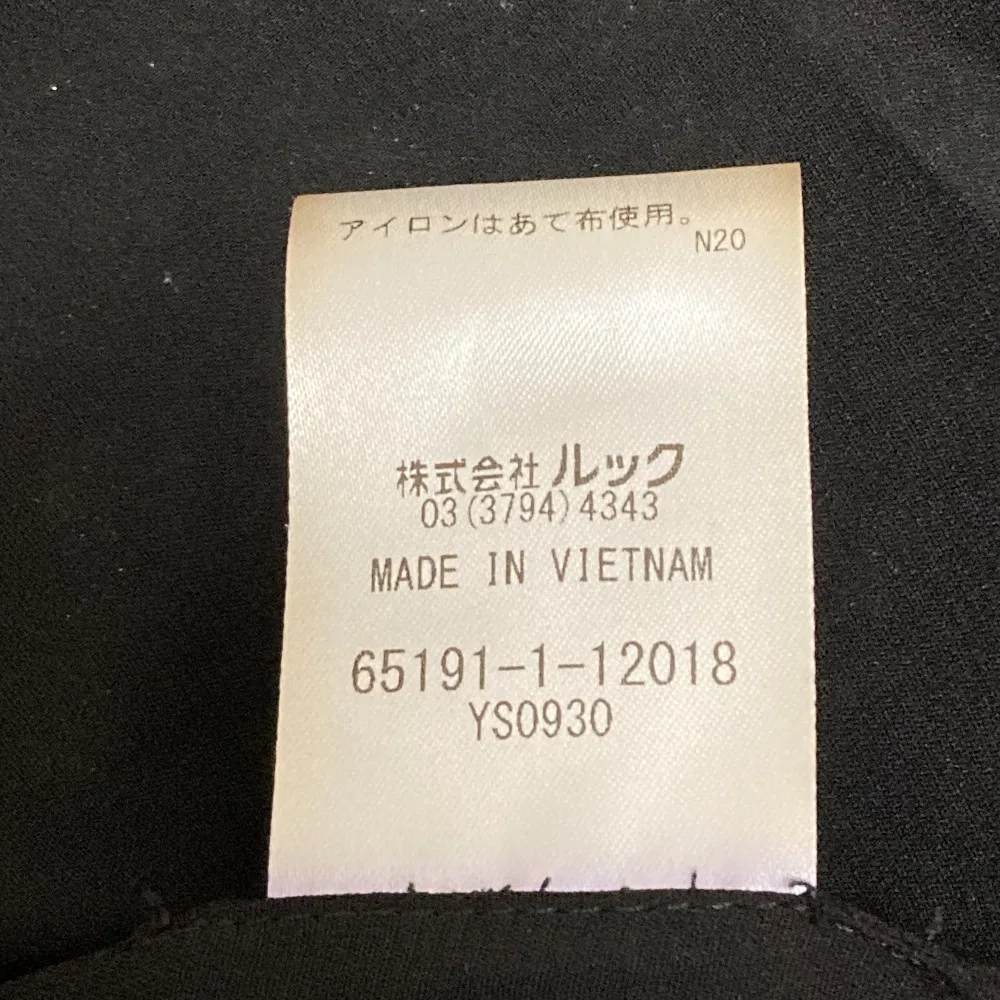 アイロンはあて布使用。
N20
株式会社ルック
03(3794)4343
MADE IN VIETNAM
65191-1-12018
YS0930